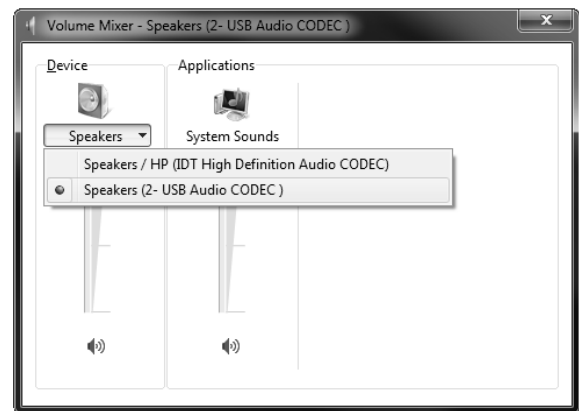 Volume Mixer - Speakers (2- USB Audio CODEC )
Device
Applications
Speakers
System Sounds
Speakers / HP (IDT High Definition Audio CODEC)
Speakers (2- USB Audio CODEC )